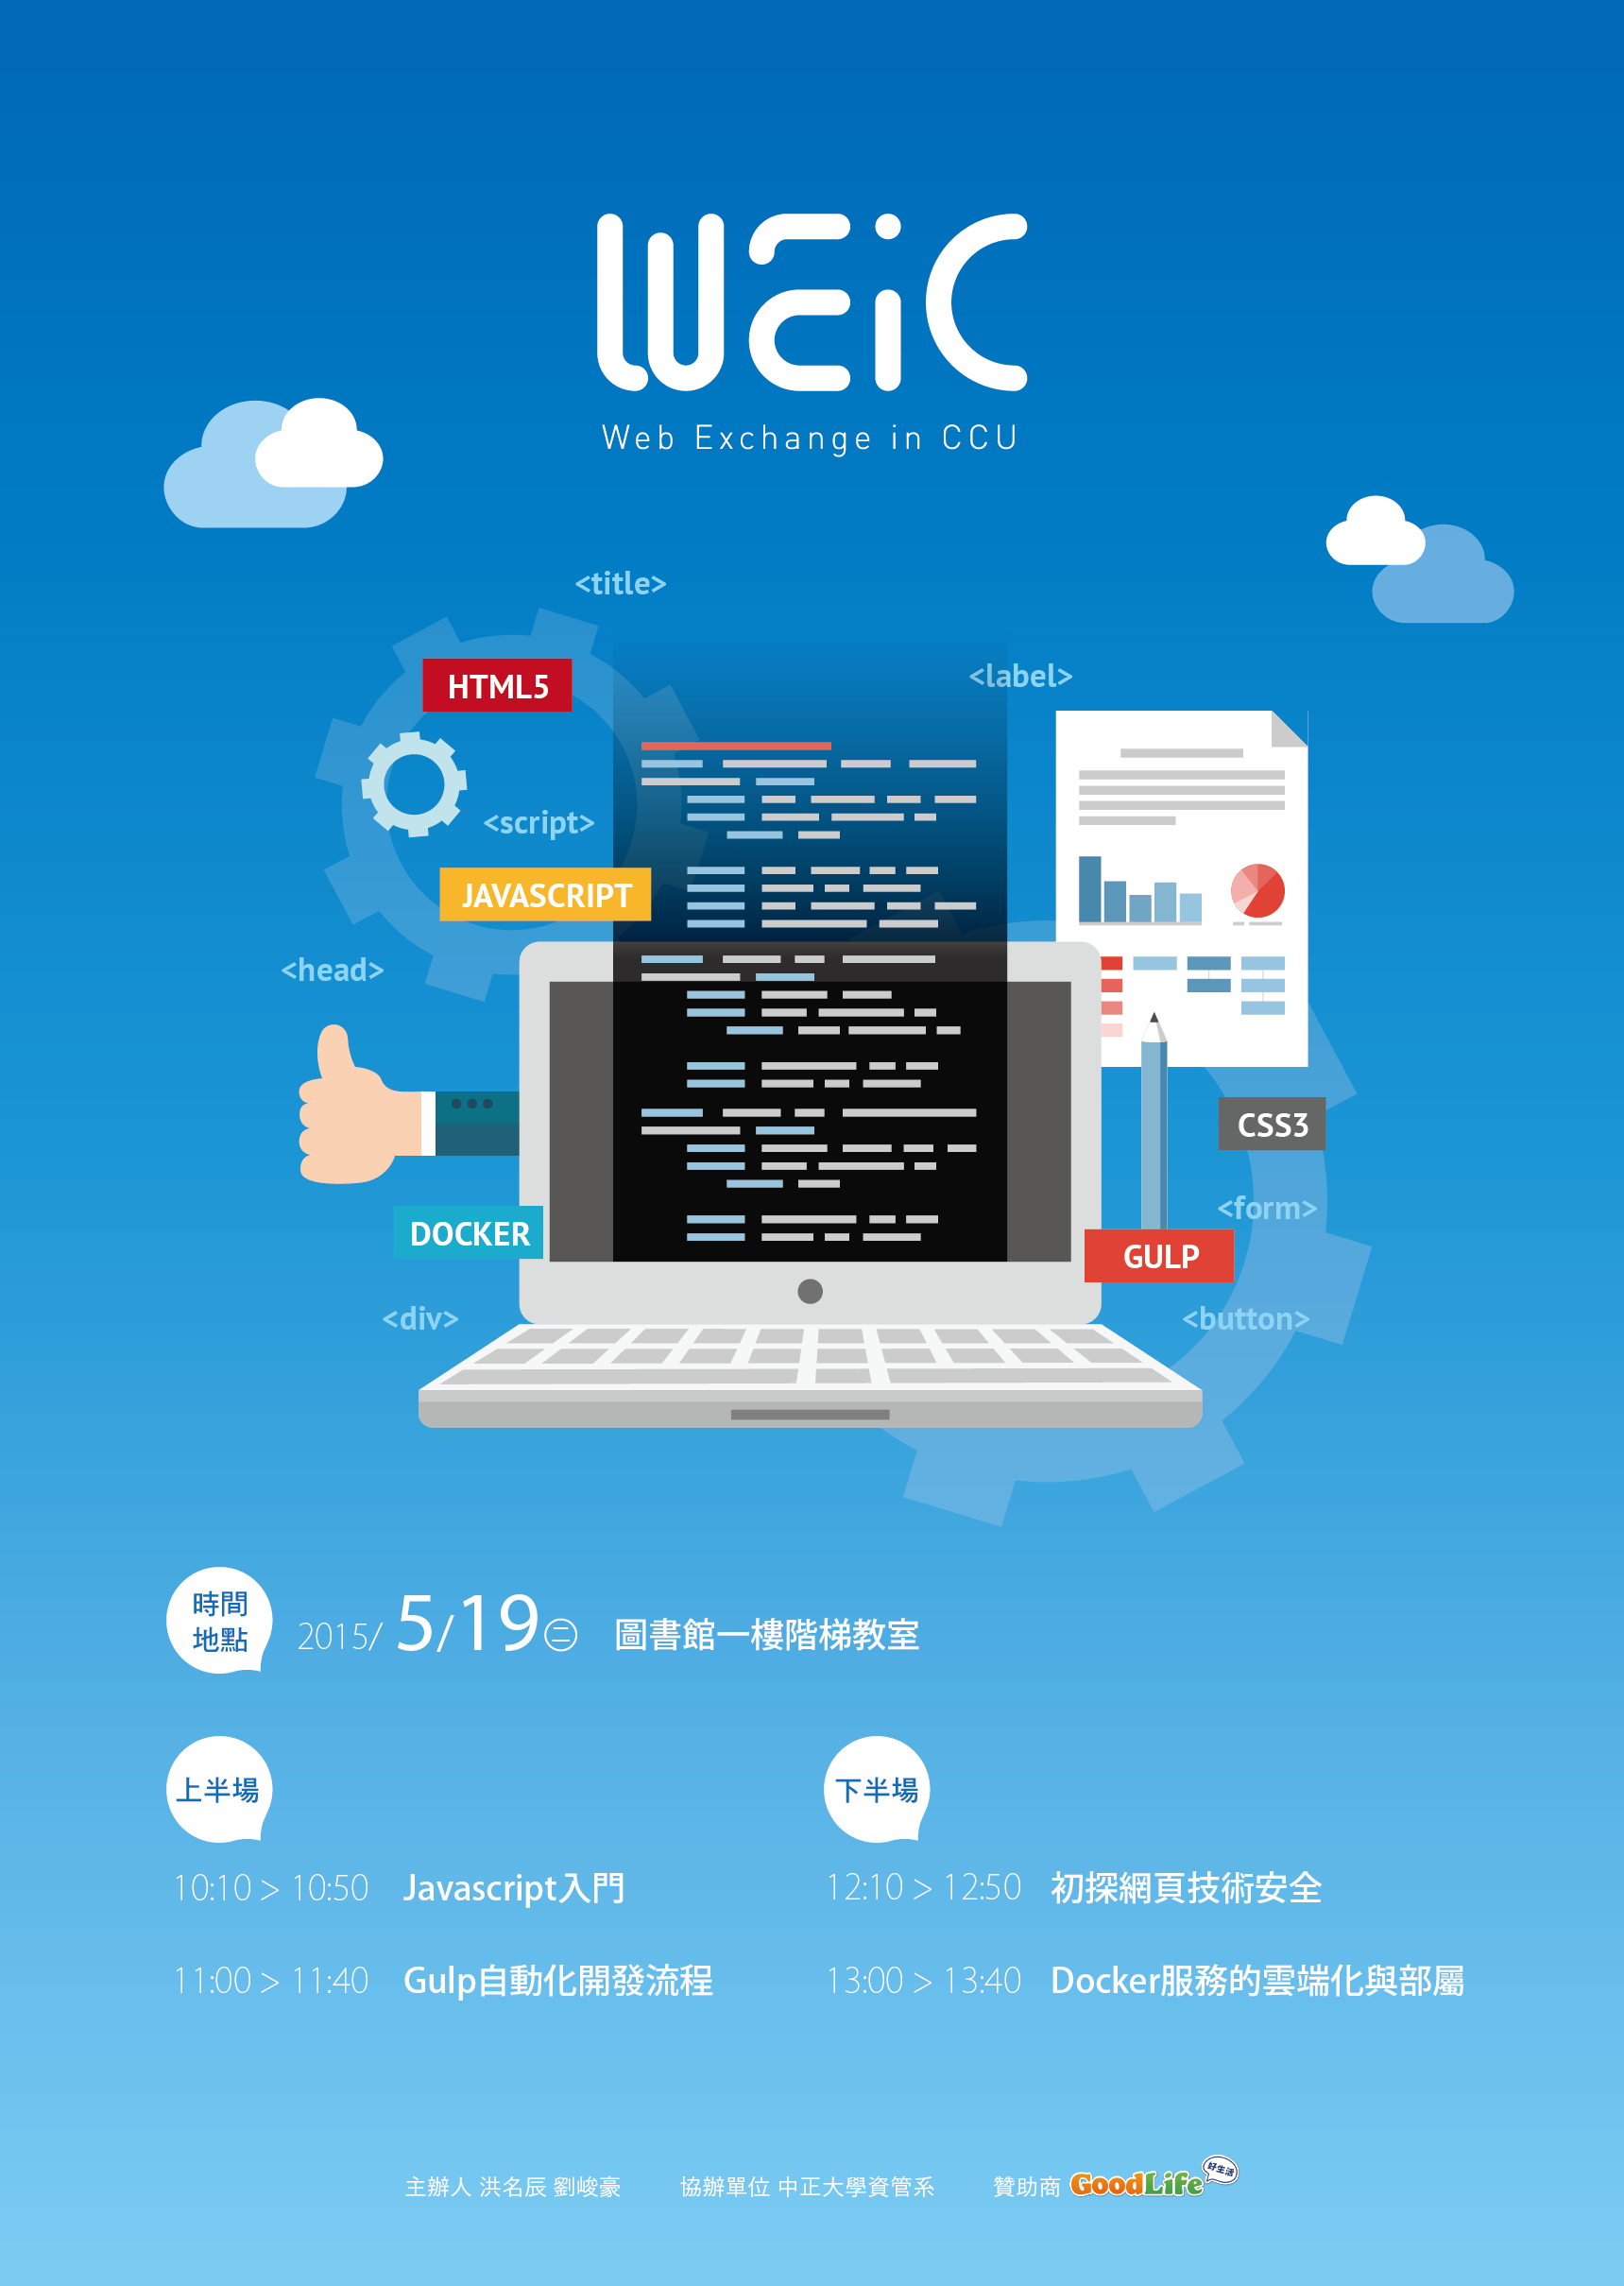 WEiC
Web Exchange in CCU
<title>
HTML5
<label>
<script>
JAVASCRIPT
<head>
CSS3
<form>
DOCKER
GULP
<div>
<button>
時間
地點
2015/ 5/19㊁ 圖書館一樓階梯教室
上半場
10:10 > 10:50 Javascript入門
11:00 > 11:40 Gulp自動化開發流程
下半場
12:10 > 12:50 初探網頁技術安全
13:00 > 13:40 Docker服務的雲端化與部屬
主辦人 洪名辰 劉峻豪 協辦單位 中正大學資管系 贊助商 GoodLife 好生活